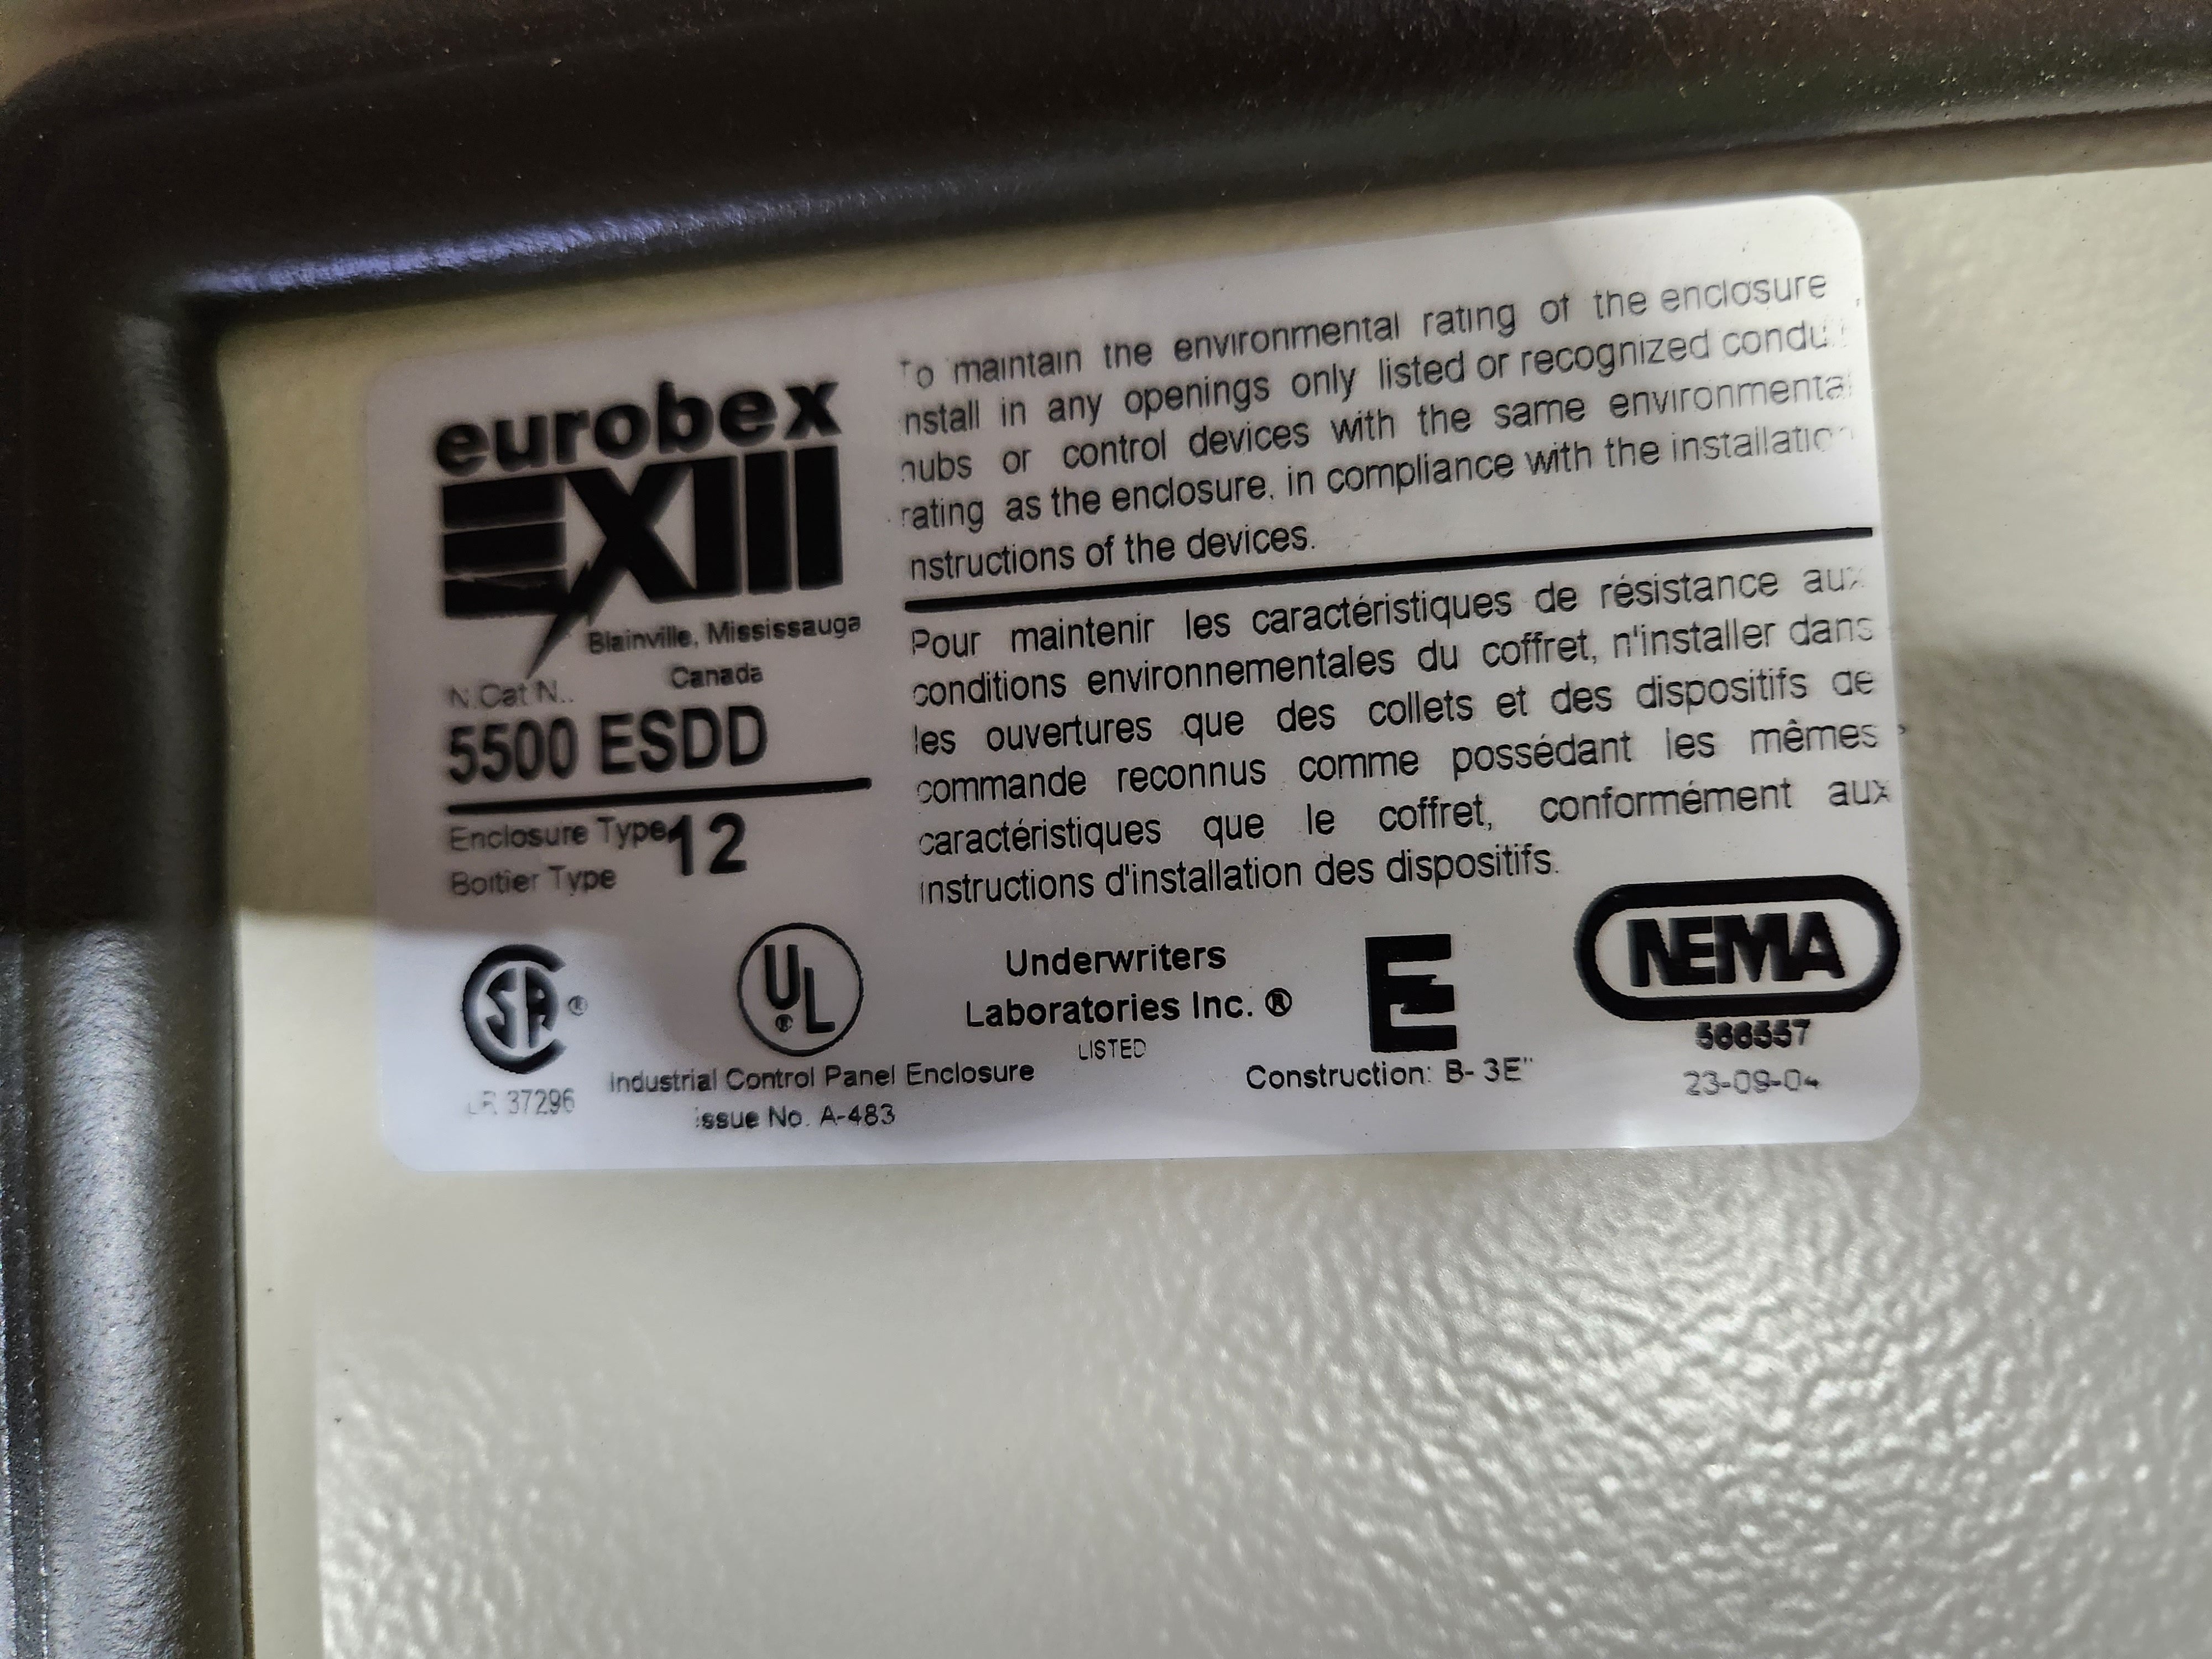 eurobex
EXIII
Blainville, Mississauga
Canada
N.Cat N..
5500 ESDD
Enclosure Type 12
Boitier Type
To maintain the environmental rating of the enclosure
nstall in any openings only listed or recognized condu
hubs or control devices with the same environmental
rating as the enclosure, in compliance with the installation
nstructions of the devices.
Pour maintenir les caractéristiques de résistance aux
conditions environnementales du coffret, n'installer dans
les ouvertures que des collets et des dispositifs de
commande reconnus comme possédant les mêmes
caractéristiques que le coffret, conformément aux
instructions d'installation des dispositifs.
SA ®
LR 37296
UL ®
Underwriters
Laboratories Inc. ®
LISTED
Industrial Control Panel Enclosure
issue No. A-483
E
Construction: B- 3E"
NEMA
23-09-04